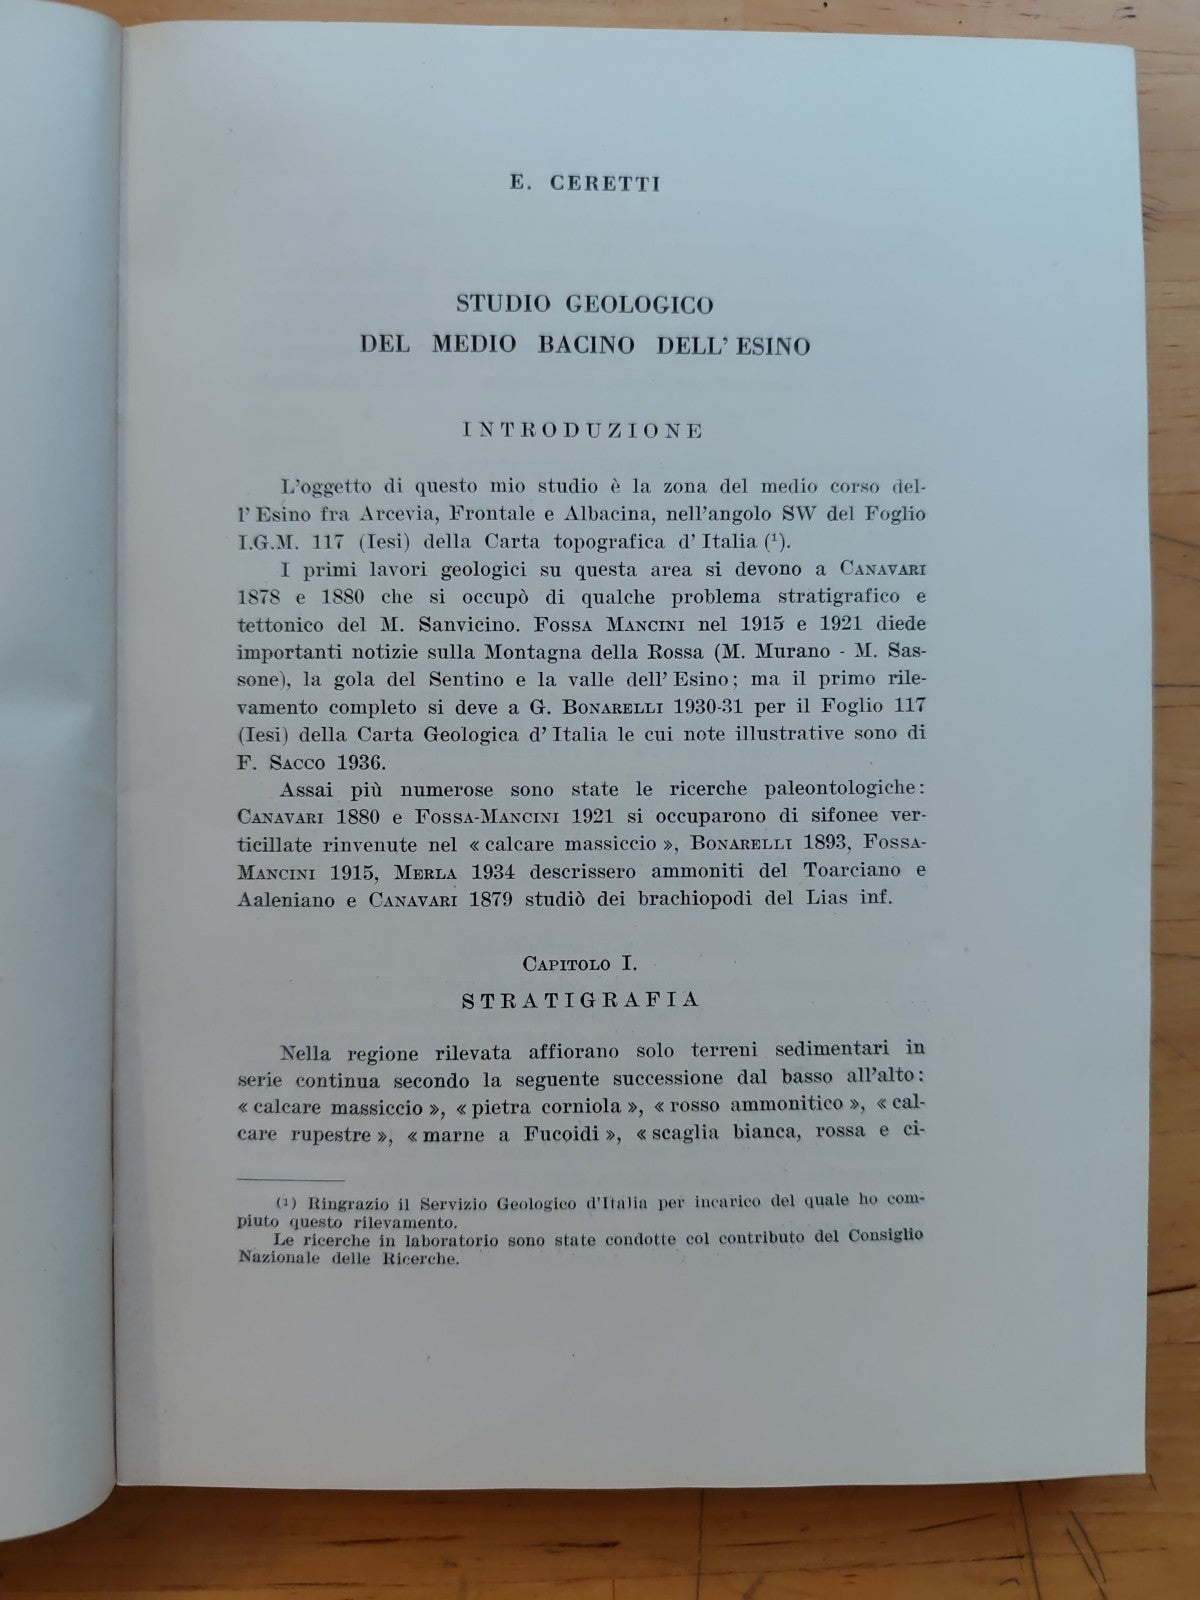 E. CERETTI
STUDIO GEOLOGICO
DEL MEDIO BACINO DELL' ESINO
INTRODUZIONE
L'oggetto di questo mio studio è la zona del medio corso del-
l' Esino fra Arcevia, Frontale e Albacina, nell'angolo SW del Foglio
I.G.M. 117 (Iesi) della Carta topografica d' Italia (¹).
I primi lavori geologici su questa area si devono a CANAVARI
1878 e 1880 che si occupò di qualche problema stratigrafico e
tettonico del M. Sanvicino. FOSSA MANCINI nel 1915 e 1921 diede
importanti notizie sulla Montagna della Rossa (M. Murano - M. Sas-
sone), la gola del Sentino e la valle dell' Esino; ma il primo rile-
vamento completo si deve a G. BONARELLI 1930-31 per il Foglio 117
(Iesi) della Carta Geologica d' Italia le cui note illustrative sono di
F. SACCO 1936.
Assai più numerose sono state le ricerche paleontologiche:
CANAVARI 1880 e FOSSA-MANCINI 1921 si occuparono di sifonee ver-
ticillate rinvenute nel « calcare massiccio », BONARELLI 1893, FOSSA-
MANCINI 1915, MERLA 1934 descrissero ammoniti del Toarciano e
Aaleniano e CANAVARI 1879 studiò dei brachiopodi del Lias inf.
CAPITOLO I.
STRATIGRAFIA
Nella regione rilevata affiorano solo terreni sedimentari in
serie continua secondo la seguente successione dal basso all'alto:
« calcare massiccio », « pietra corniola », « rosso ammonitico », « cal-
care rupestre », « marne a Fucoidi », « scaglia bianca, rossa e ci-
(¹) Ringrazio il Servizio Geologico d'Italia per incarico del quale ho com-
piuto questo rilevamento.
Le ricerche in laboratorio sono state condotte col contributo del Consiglio
Nazionale delle Ricerche.